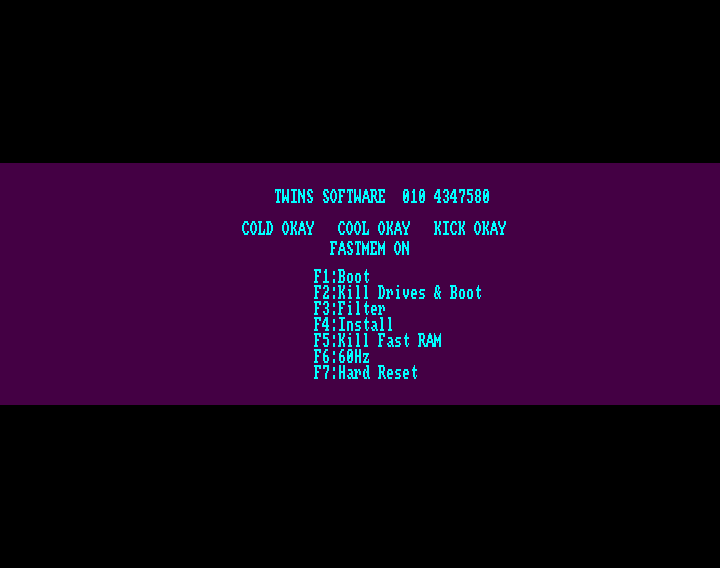 TWINS SOFTWARE  010 4347580
COLD OKAY   COOL OKAY   KICK OKAY
FASTMEM ON
F1:Boot
F2:Kill Drives & Boot
F3:Filter
F4:Install
F5:Kill Fast RAM
F6:60Hz
F7:Hard Reset